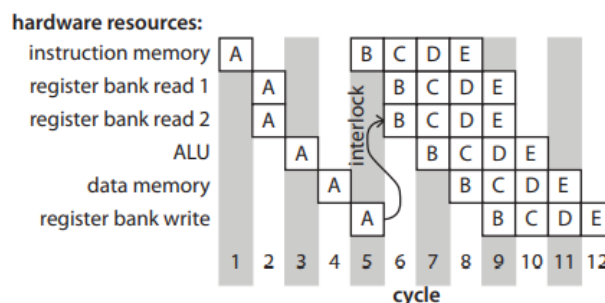 hardware resources:
instruction memory A B C D E
register bank read 1 A B C D E
register bank read 2 A B C D E
interlock
ALU A B C D E
data memory A B C D E
register bank write A B C D E
1 2 3 4 5 6 7 8 9 10 11 12
cycle